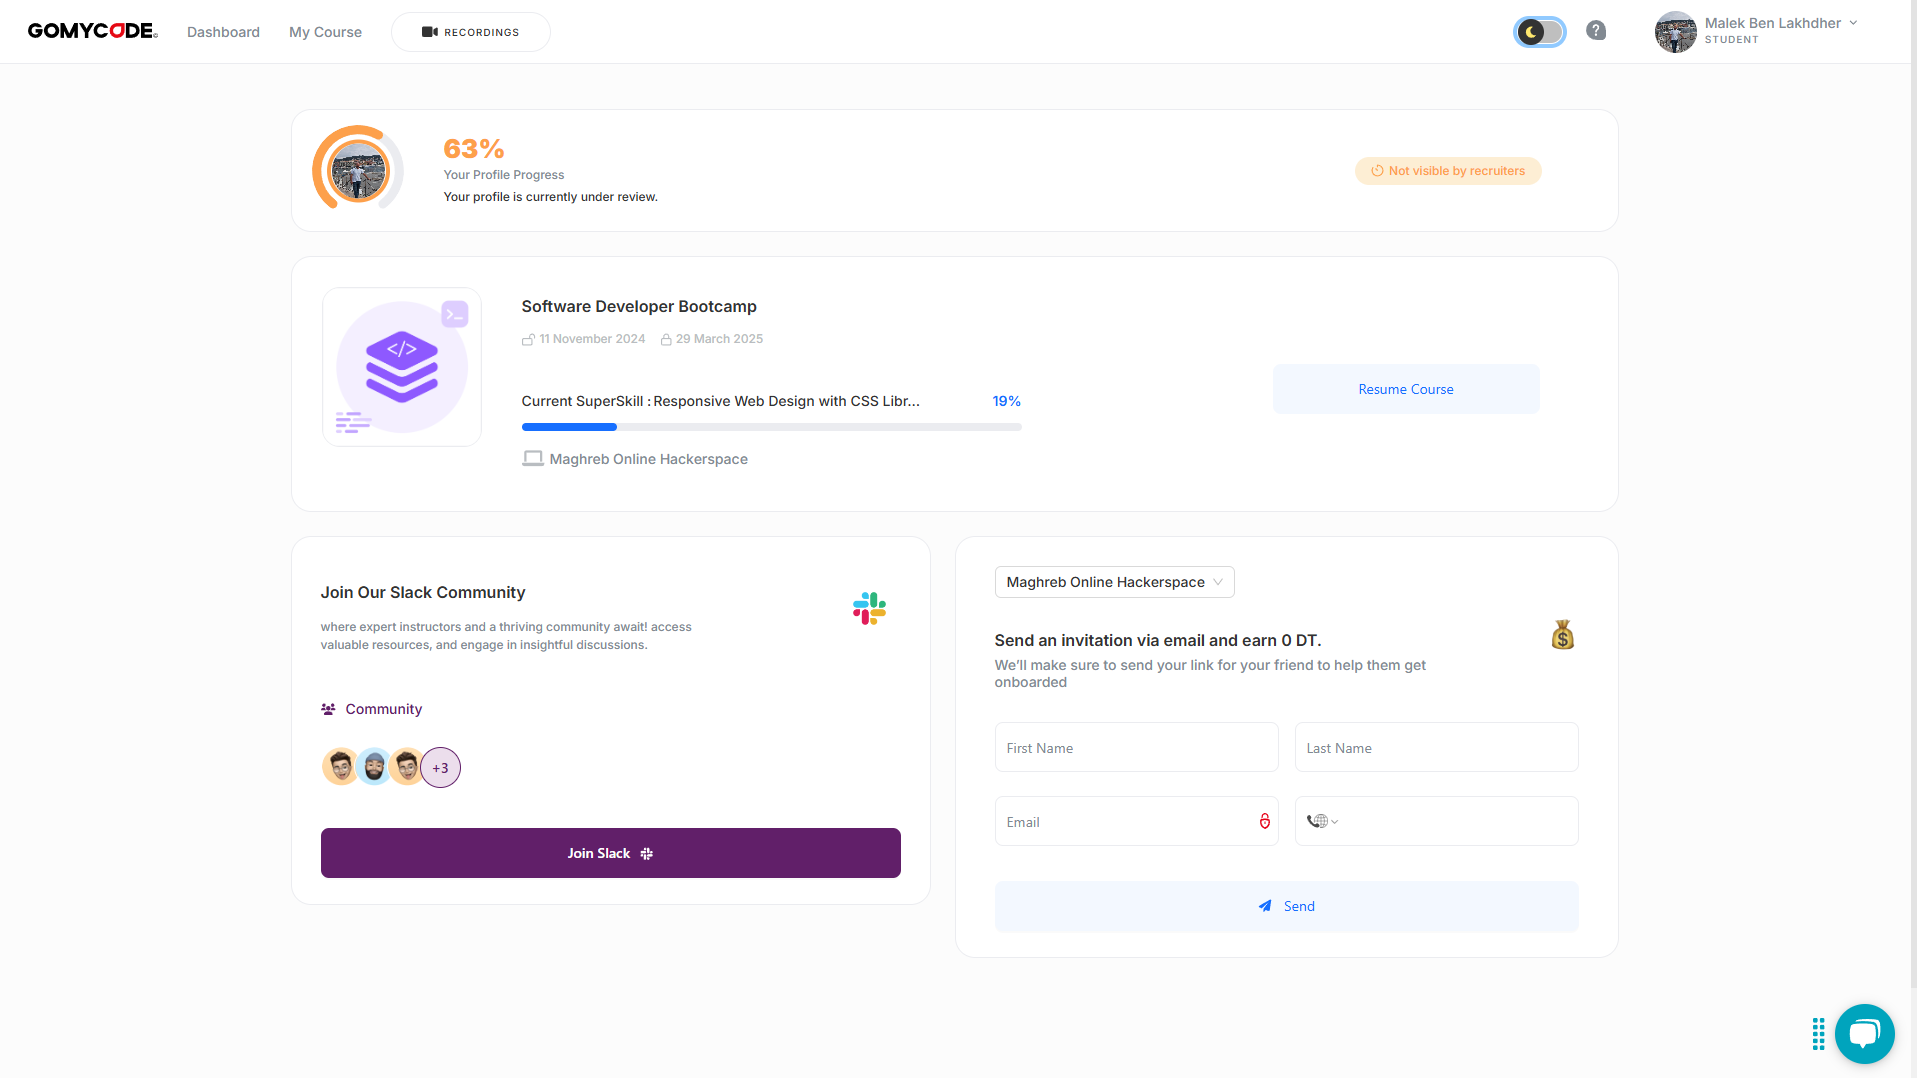 GOMYCODE
Dashboard
My Course
RECORDINGS
?
Malek Ben Lakhdher
STUDENT
63%
Your Profile Progress
Your profile is currently under review.
Not visible by recruiters
</>
Software Developer Bootcamp
11 November 2024
29 March 2025
Current SuperSkill : Responsive Web Design with CSS Libr...
19%
Maghreb Online Hackerspace
Resume Course
Join Our Slack Community
where expert instructors and a thriving community await! access
valuable resources, and engage in insightful discussions.
Community
+3
Join Slack
Maghreb Online Hackerspace
Send an invitation via email and earn 0 DT.
We'll make sure to send your link for your friend to help them get
onboarded
First Name
Last Name
Email
Send